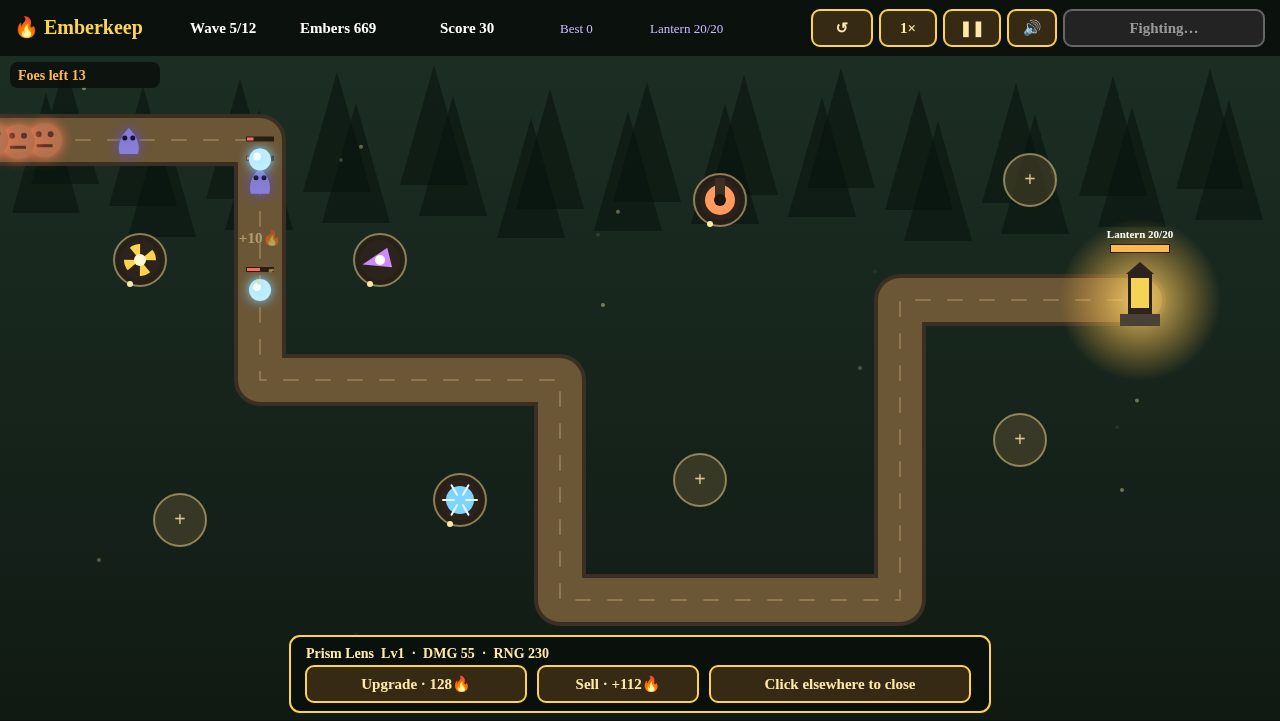 🔥 Emberkeep
Wave 5/12
Embers 669
Score 30
Best 0
Lantern 20/20
↺
1×
❚❚
🔊
Fighting…
Foes left 13
+10🔥
+
Lantern 20/20
+
+
+
Prism Lens Lv1 · DMG 55 · RNG 230
Upgrade · 128🔥
Sell · +112🔥
Click elsewhere to close